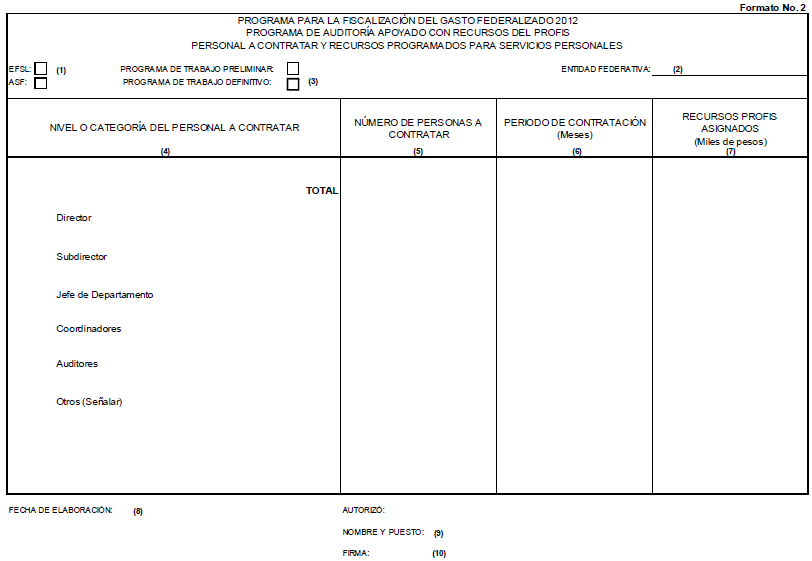 Formato No. 2
PROGRAMA PARA LA FISCALIZACIÓN DEL GASTO FEDERALIZADO 2012
PROGRAMA DE AUDITORÍA APOYADO CON RECURSOS DEL PROFIS
PERSONAL A CONTRATAR Y RECURSOS PROGRAMADOS PARA SERVICIOS PERSONALES
EFSL: (1) PROGRAMA DE TRABAJO PRELIMINAR: ENTIDAD FEDERATIVA: (2)
ASF: PROGRAMA DE TRABAJO DEFINITIVO: (3)
NIVEL O CATEGORÍA DEL PERSONAL A CONTRATAR
(4)
NÚMERO DE PERSONAS A
CONTRATAR
(5)
PERIODO DE CONTRATACIÓN
(Meses)
(6)
RECURSOS PROFIS
ASIGNADOS
(Miles de pesos)
(7)
TOTAL
Director
Subdirector
Jefe de Departamento
Coordinadores
Auditores
Otros (Señalar)
FECHA DE ELABORACIÓN: (8) AUTORIZÓ:
NOMBRE Y PUESTO: (9)
FIRMA: (10)